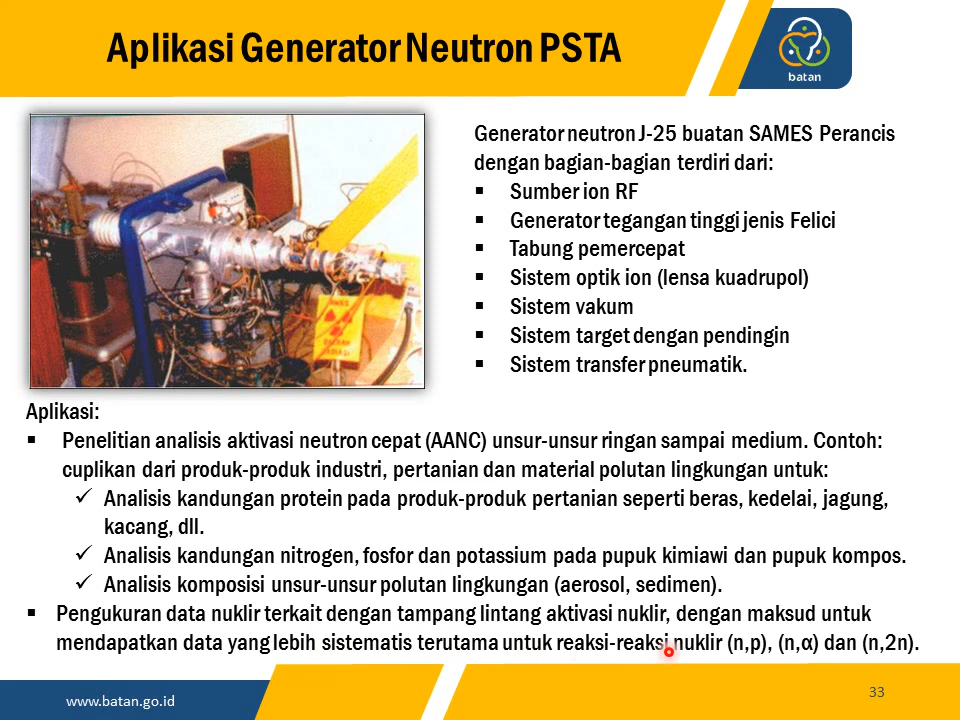 Aplikasi Generator Neutron PSTA
batan
Generator neutron J-25 buatan SAMES Perancis
dengan bagian-bagian terdiri dari:
▪ Sumber ion RF
▪ Generator tegangan tinggi jenis Felici
▪ Tabung pemercepat
▪ Sistem optik ion (lensa kuadrupol)
▪ Sistem vakum
▪ Sistem target dengan pendingin
▪ Sistem transfer pneumatik.
Aplikasi:
▪ Penelitian analisis aktivasi neutron cepat (AANC) unsur-unsur ringan sampai medium. Contoh:
cuplikan dari produk-produk industri, pertanian dan material polutan lingkungan untuk:
✓ Analisis kandungan protein pada produk-produk pertanian seperti beras, kedelai, jagung,
kacang, dll.
✓ Analisis kandungan nitrogen, fosfor dan potassium pada pupuk kimiawi dan pupuk kompos.
✓ Analisis komposisi unsur-unsur polutan lingkungan (aerosol, sedimen).
▪ Pengukuran data nuklir terkait dengan tampang lintang aktivasi nuklir, dengan maksud untuk
mendapatkan data yang lebih sistematis terutama untuk reaksi-reaksi nuklir (n,p), (n,α) dan (n,2n).
www.batan.go.id
33